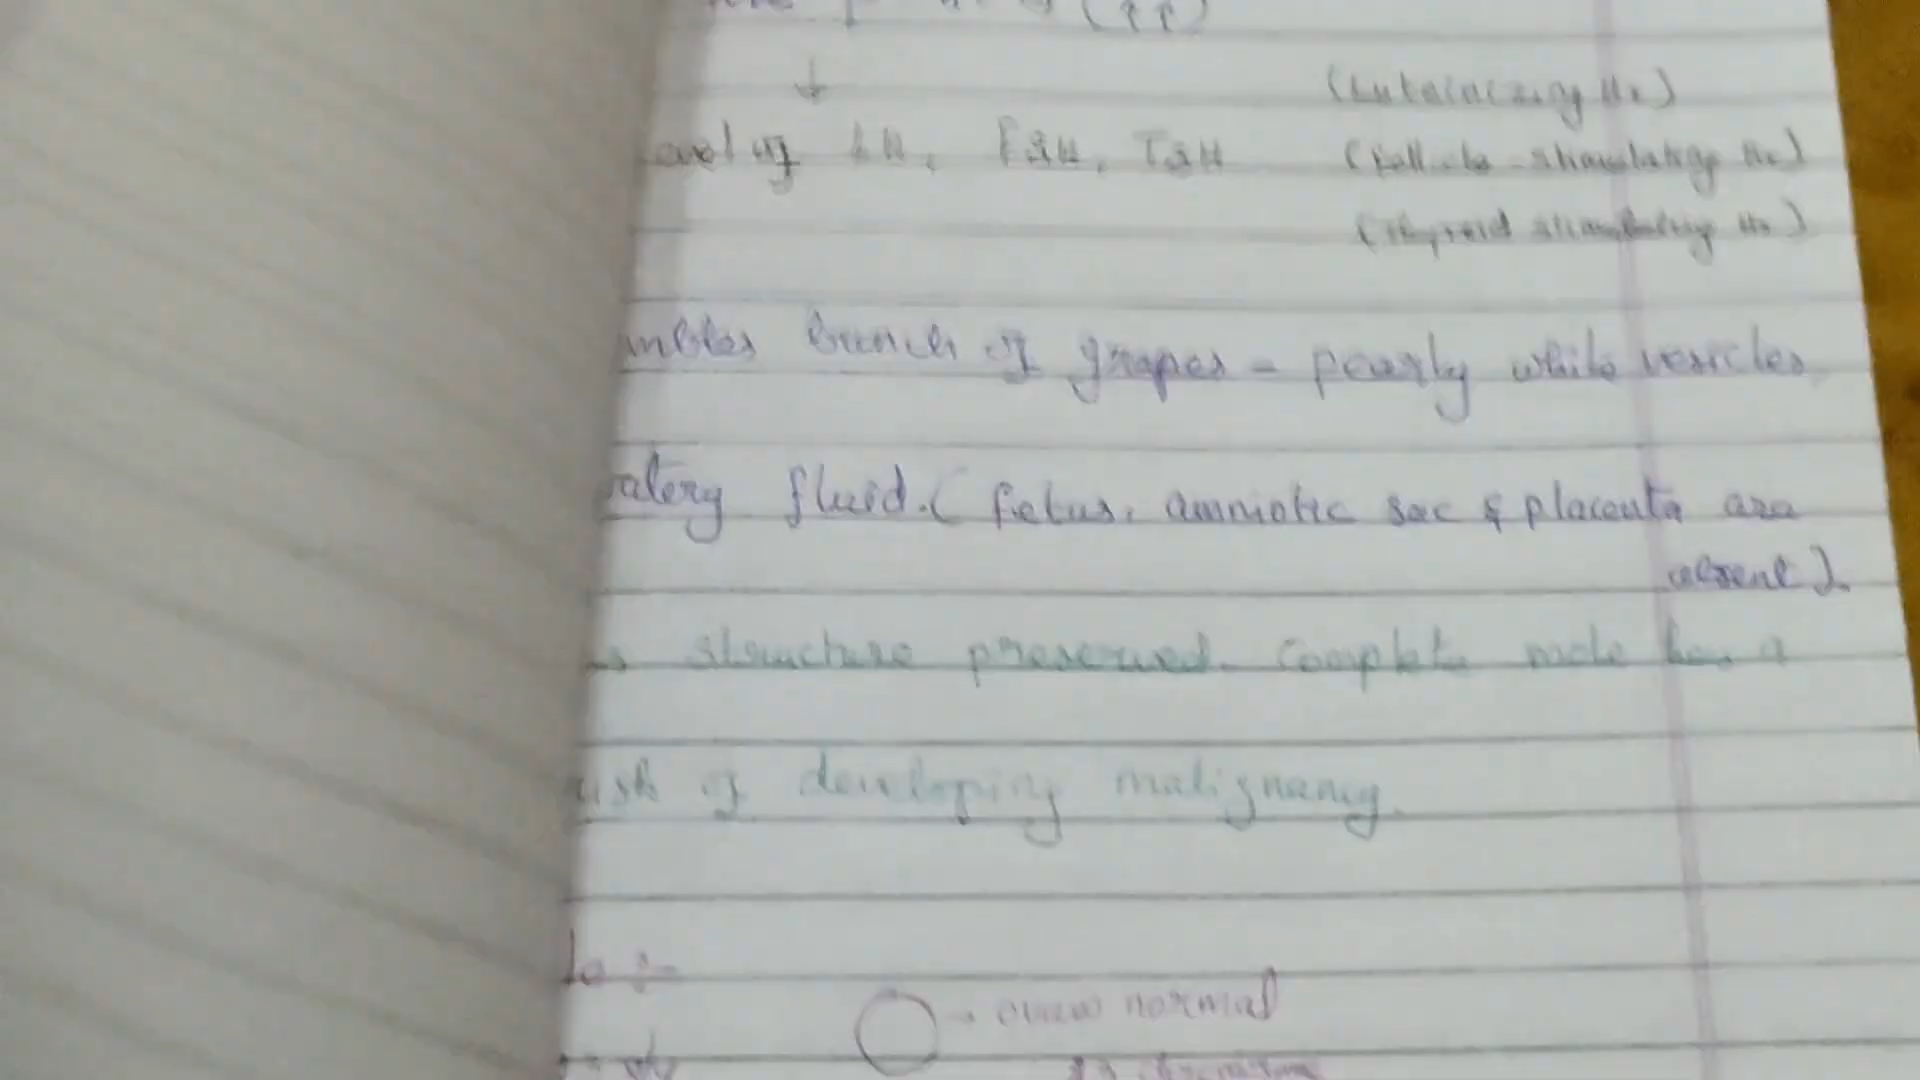 (Luteinizing Hr)
level of LH, FSH, TSH (Follicle-stimulating Hr)
(thyroid stimulating Hr)
mbles bunch of grapes - pearly white vesicles
watery fluid. ( fetus, amniotic sac & placenta are
absent ).
structure preserved. Complete mole has a
risk of developing malignancy.
le :-
→ ovum normal